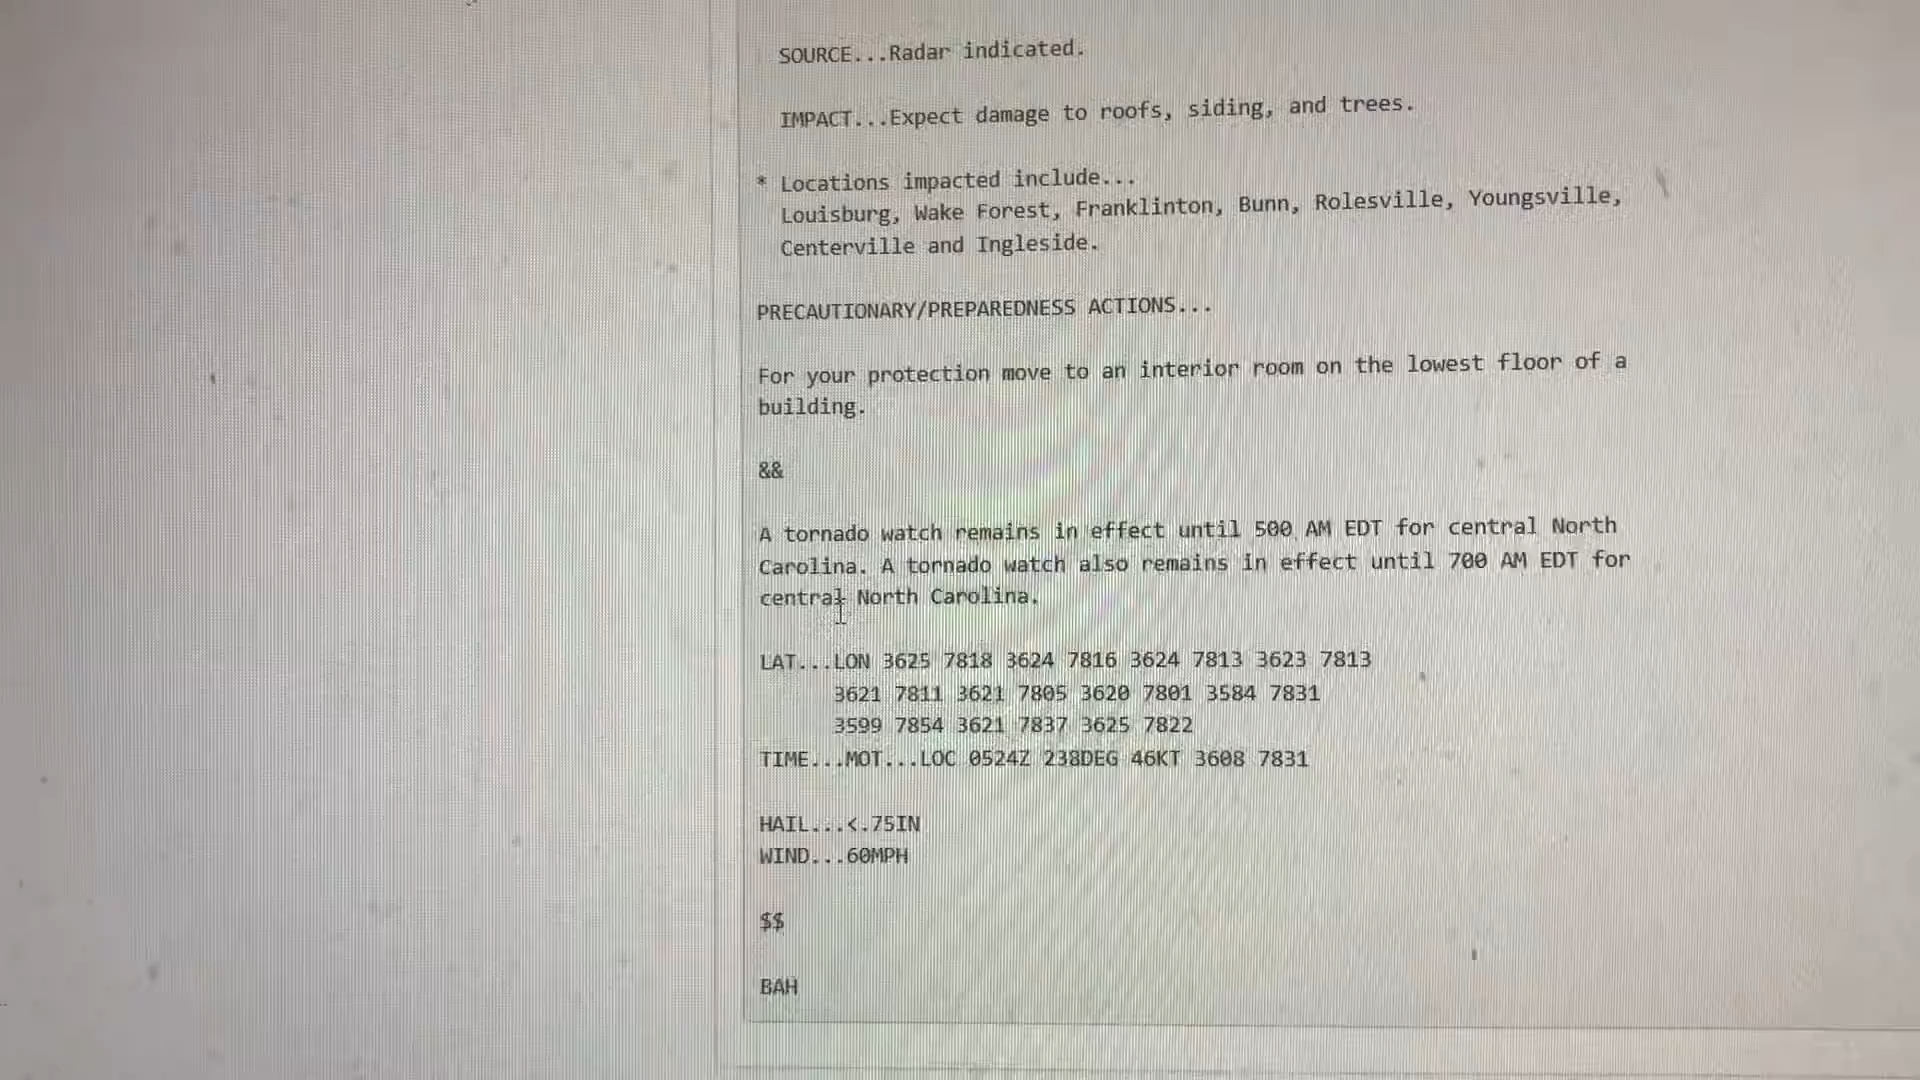 SOURCE...Radar indicated.
IMPACT...Expect damage to roofs, siding, and trees.
* Locations impacted include...
Louisburg, Wake Forest, Franklinton, Bunn, Rolesville, Youngsville,
Centerville and Ingleside.
PRECAUTIONARY/PREPAREDNESS ACTIONS...
For your protection move to an interior room on the lowest floor of a
building.
&&
A tornado watch remains in effect until 500 AM EDT for central North
Carolina. A tornado watch also remains in effect until 700 AM EDT for
central North Carolina.
LAT...LON 3625 7818 3624 7816 3624 7813 3623 7813
3621 7811 3621 7805 3620 7801 3584 7831
3599 7854 3621 7837 3625 7822
TIME...MOT...LOC 0524Z 238DEG 46KT 3608 7831
HAIL...<.75IN
WIND...60MPH
$$
BAH